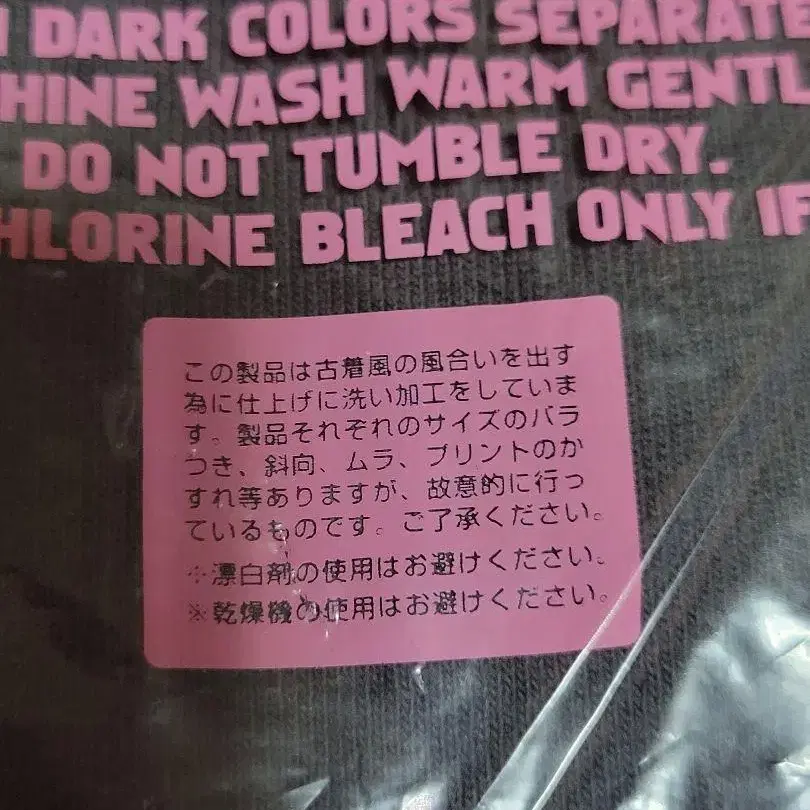 DARK COLORS SEPARATE
HINE WASH WARM GENTL
DO NOT TUMBLE DRY.
HLORINE BLEACH ONLY IF
この製品は古着風の風合いを出す
為に仕上げに洗い加工をしていま
す。製品それぞれのサイズのバラ
つき、斜向、ムラ、プリントのか
すれ等ありますが、故意的に行っ
ているものです。ご了承ください。
※漂白剤の使用はお避けください。
※乾燥機の使用はお避けください。